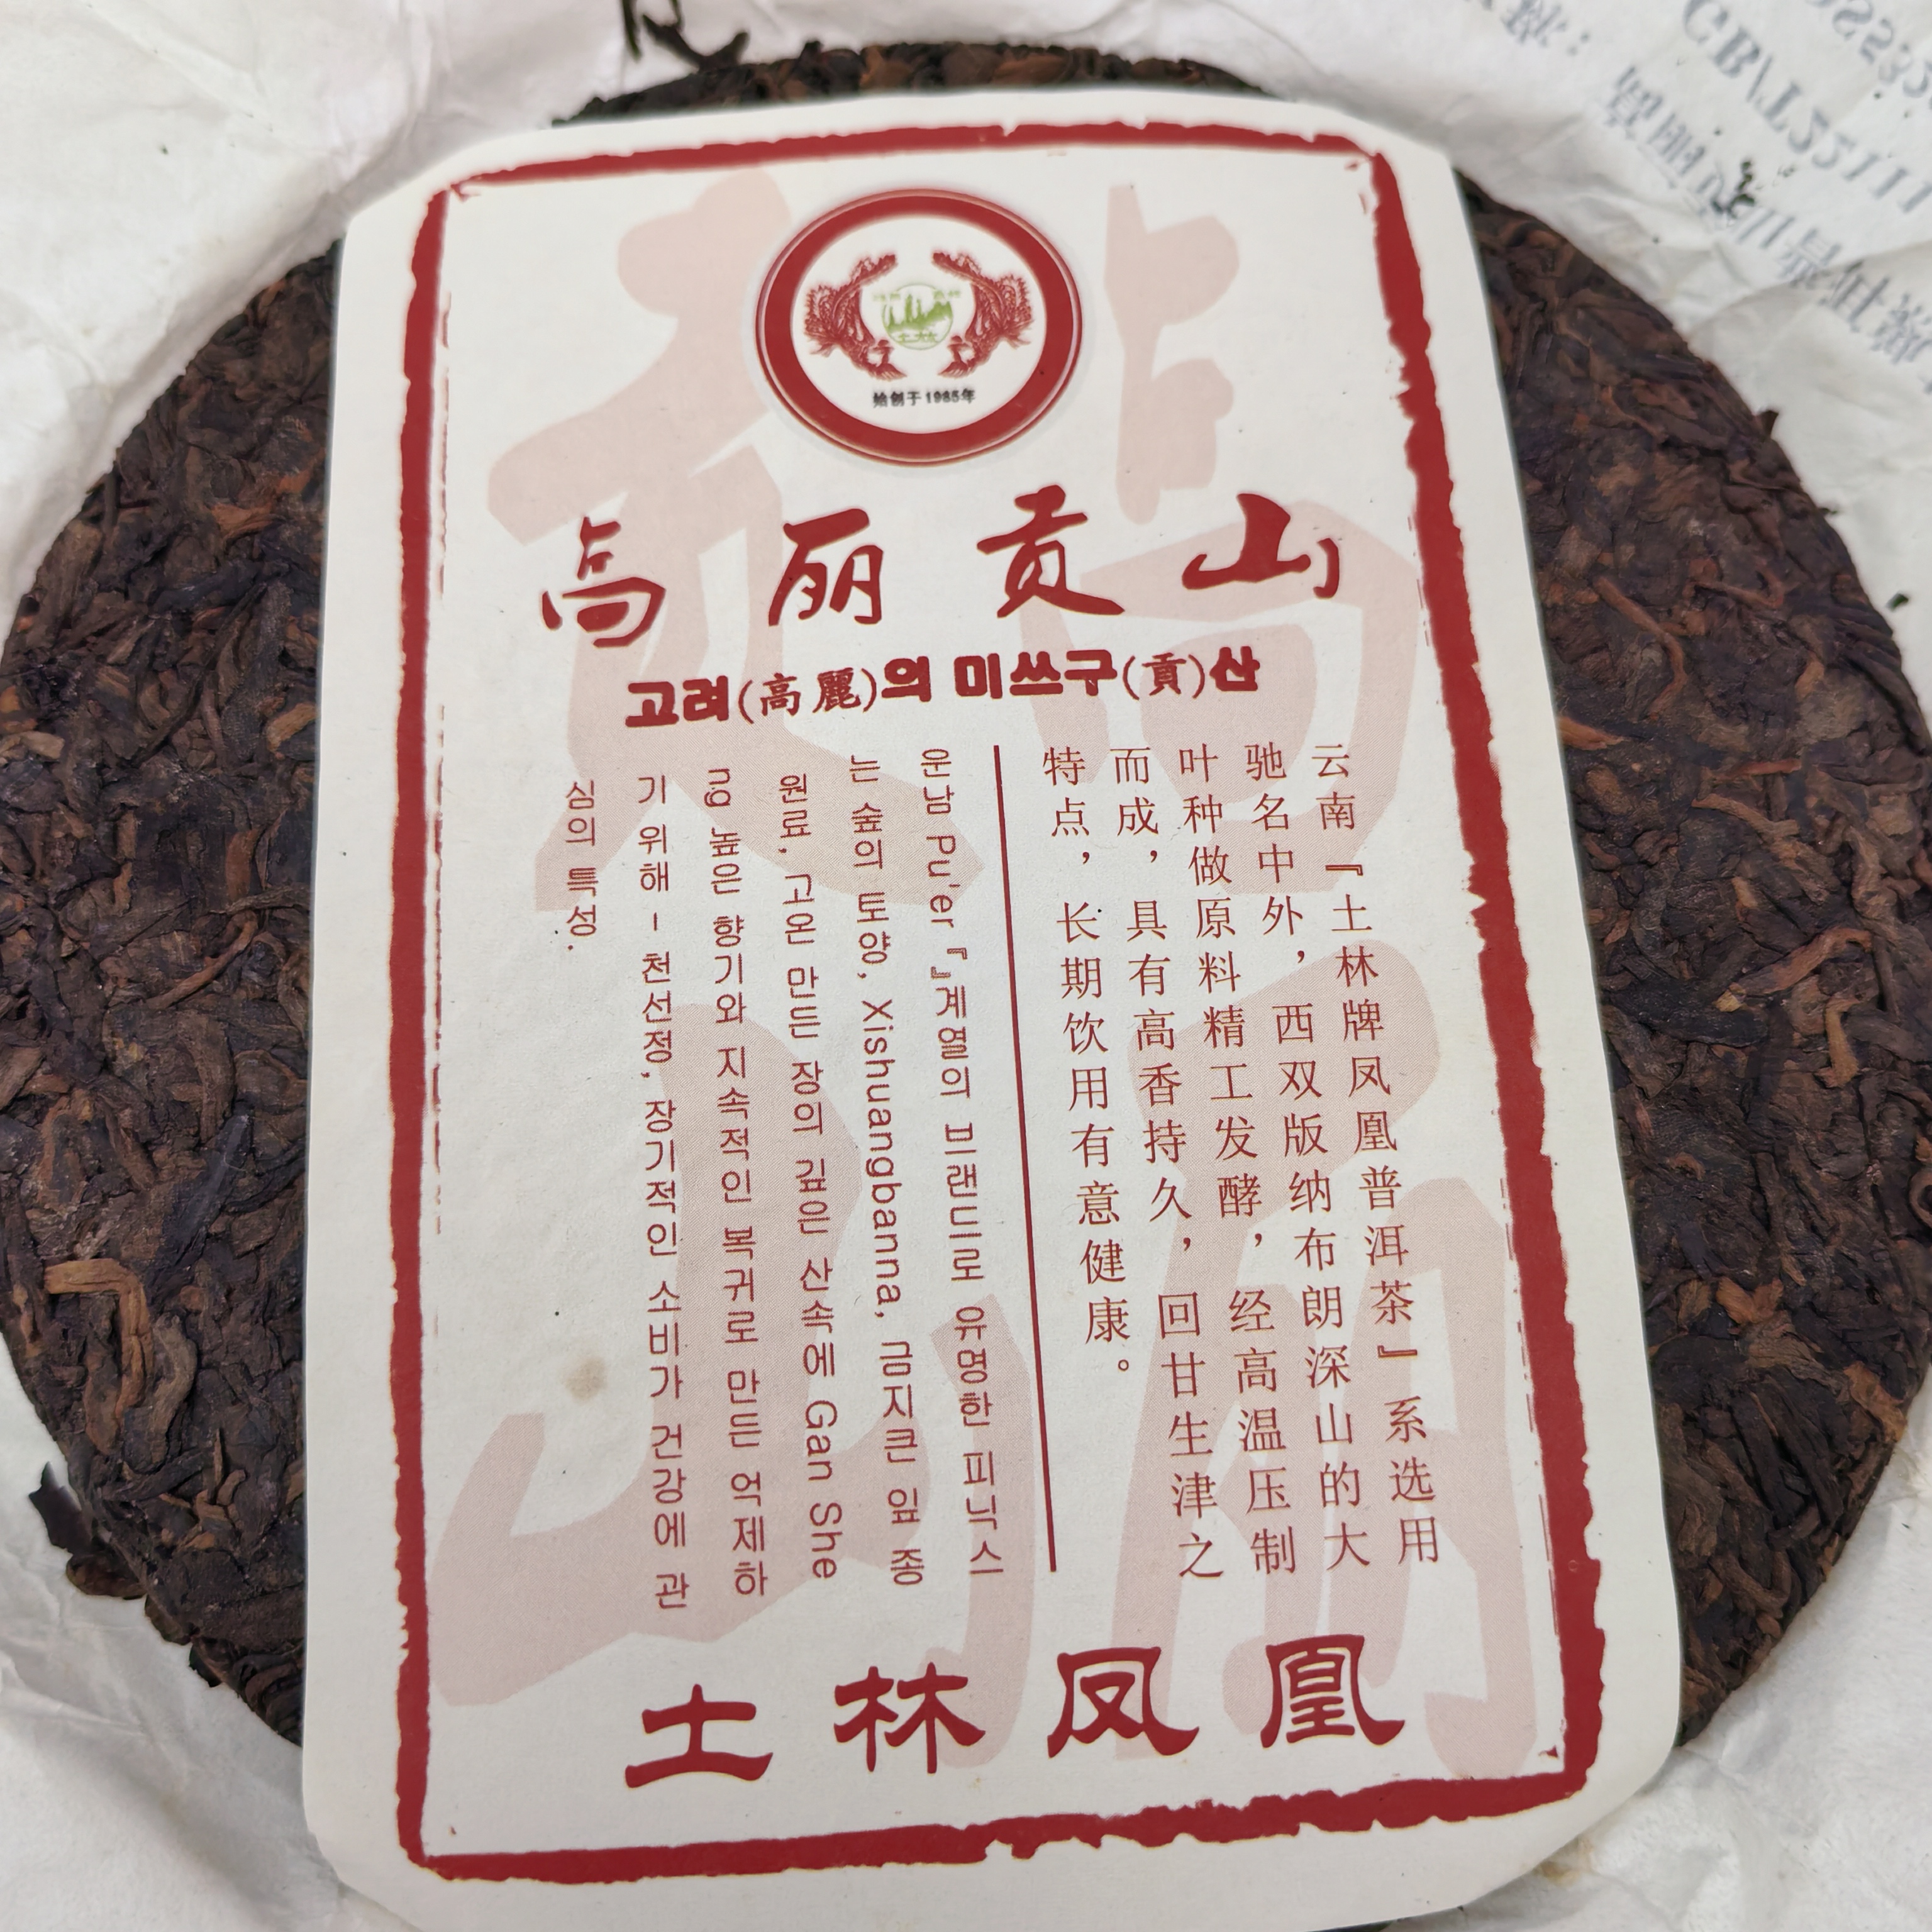 始创于1985年
高丽贡山
고려(高麗)의 미쓰구(貢)산
云南『土林牌凤凰普洱茶』系选用
驰名中外，西双版纳布朗深山的大
叶种做原料精工发酵，经高温压制
而成，具有高香持久，回甘生津之
特点，长期饮用有意健康。
운남 Pu'er『』계열의 브랜드로 유명한 피닉스
는 숲의 토양, Xishuangbanna, 금지큰 잎 종
원료, 고온 만든 장의 깊은 산 속에 Gan She
ng 높은 향기와 지속적인 복귀로 만든 억제하
기 위해 - 천선정, 장기적인 소비가 건강에 관
심의 특성.
土林凤凰